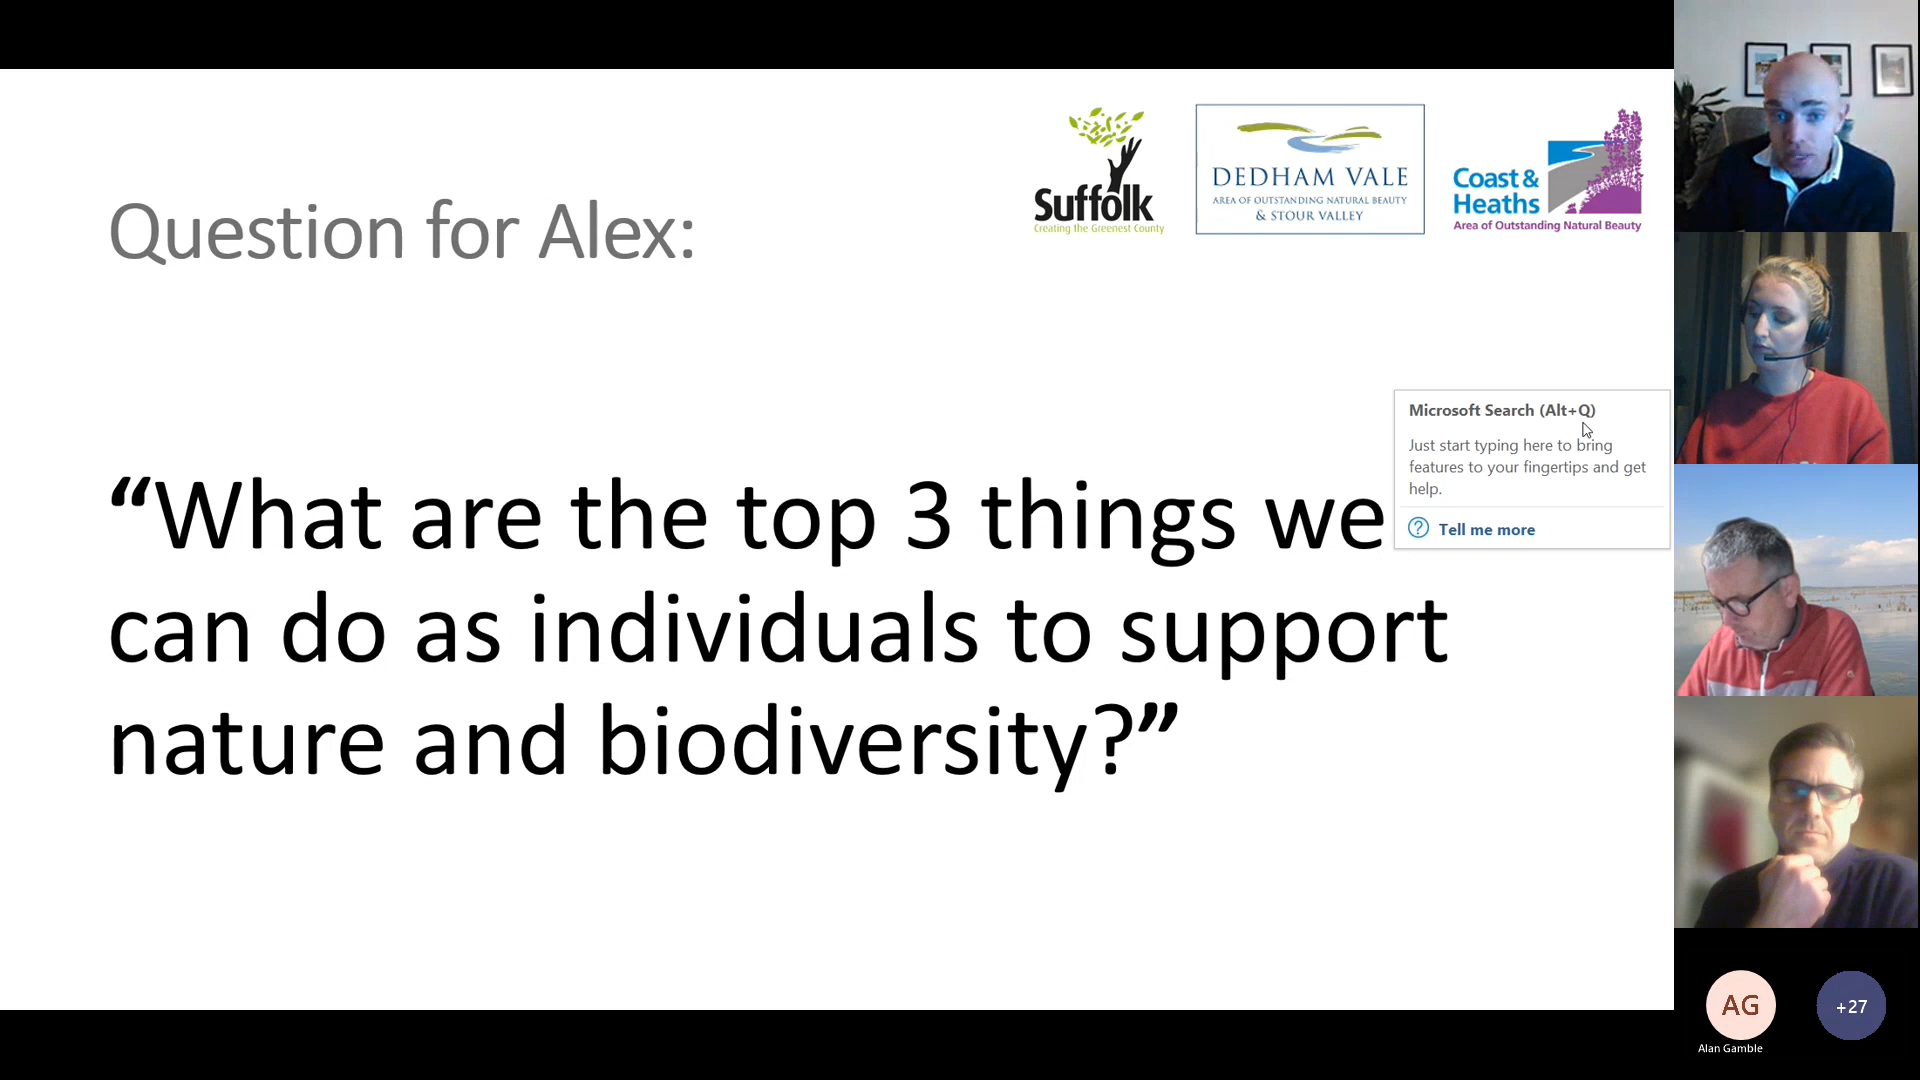 Question for Alex:
Suffolk
Creating the Greenest County
DEDHAM VALE
AREA OF OUTSTANDING NATURAL BEAUTY
& STOUR VALLEY
Coast &
Heaths
Area of Outstanding Natural Beauty
Microsoft Search (Alt+Q)
Just start typing here to bring
features to your fingertips and get
help.
? Tell me more
“What are the top 3 things we
can do as individuals to support
nature and biodiversity?”
AG
Alan Gamble
+27